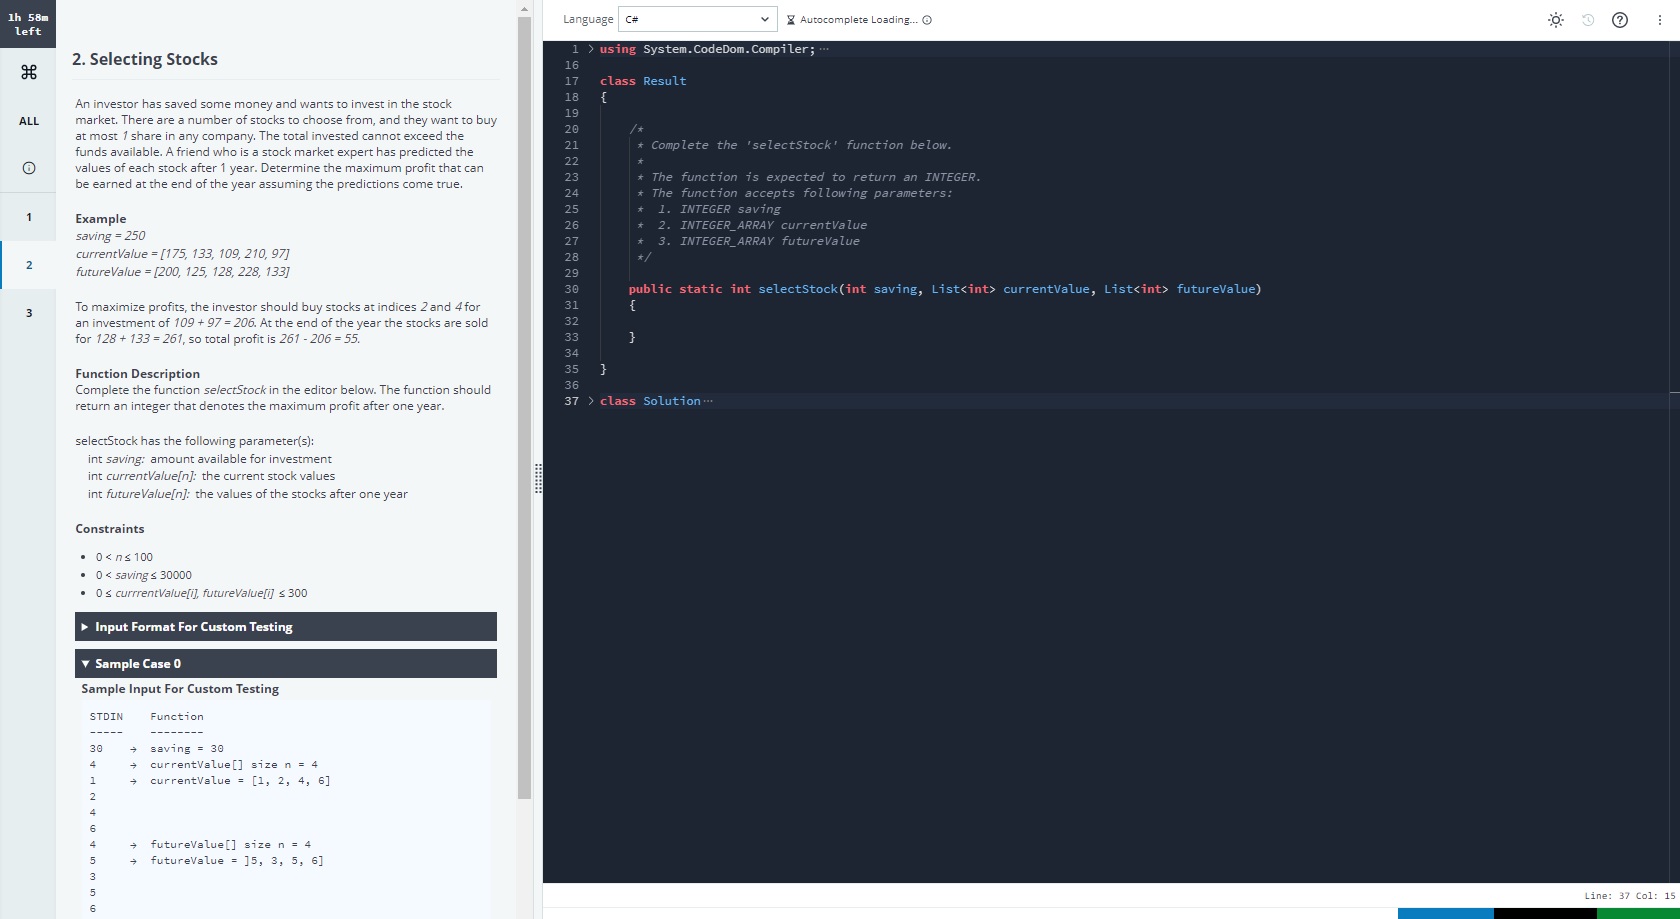 1h 58m
left
ALL
1
2
3
2. Selecting Stocks
An investor has saved some money and wants to invest in the stock
market. There are a number of stocks to choose from, and they want to buy
at most 1 share in any company. The total invested cannot exceed the
funds available. A friend who is a stock market expert has predicted the
values of each stock after 1 year. Determine the maximum profit that can
be earned at the end of the year assuming the predictions come true.
Example
saving = 250
currentValue = [175, 133, 109, 210, 97]
futureValue = [200, 125, 128, 228, 133]
To maximize profits, the investor should buy stocks at indices 2 and 4 for
an investment of 109 + 97 = 206. At the end of the year the stocks are sold
for 128 + 133 = 261, so total profit is 261 - 206 = 55.
Function Description
Complete the function selectStock in the editor below. The function should
return an integer that denotes the maximum profit after one year.
selectStock has the following parameter(s):
int saving: amount available for investment
int currentValue[n]: the current stock values
int futureValue[n]: the values of the stocks after one year
Constraints
• 0 < n ≤ 100
• 0 < saving ≤ 30000
• 0 ≤ currrentValue[i], futureValue[i] ≤ 300
▶ Input Format For Custom Testing
▼ Sample Case 0
Sample Input For Custom Testing
STDIN Function
----- --------
30 → saving = 30
4 → currentValue[] size n = 4
1 → currentValue = [1, 2, 4, 6]
2
4
6
4 → futureValue[] size n = 4
5 → futureValue = ]5, 3, 5, 6]
3
5
6
Language C# Autocomplete Loading...
1 > using System.CodeDom.Compiler; ···
16
17 class Result
18 {
19
20 /*
21 * Complete the 'selectStock' function below.
22 *
23 * The function is expected to return an INTEGER.
24 * The function accepts following parameters:
25 * 1. INTEGER saving
26 * 2. INTEGER_ARRAY currentValue
27 * 3. INTEGER_ARRAY futureValue
28 */
29
30 public static int selectStock(int saving, List<int> currentValue, List<int> futureValue)
31 {
32
33 }
34
35 }
36
37 > class Solution ···
Line: 37 Col: 15